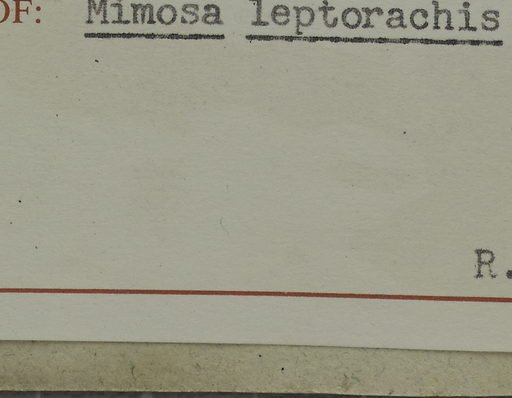 OF: Mimosa leptorachis
R.